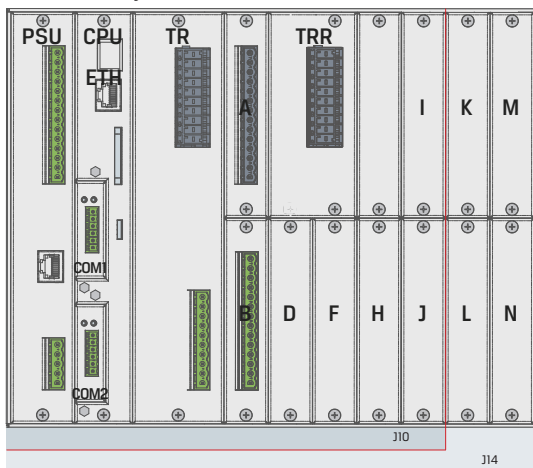 PSU CPU TR TRR
ETH
A I K M
COM1
B D F H J L N
COM2
J10
J14